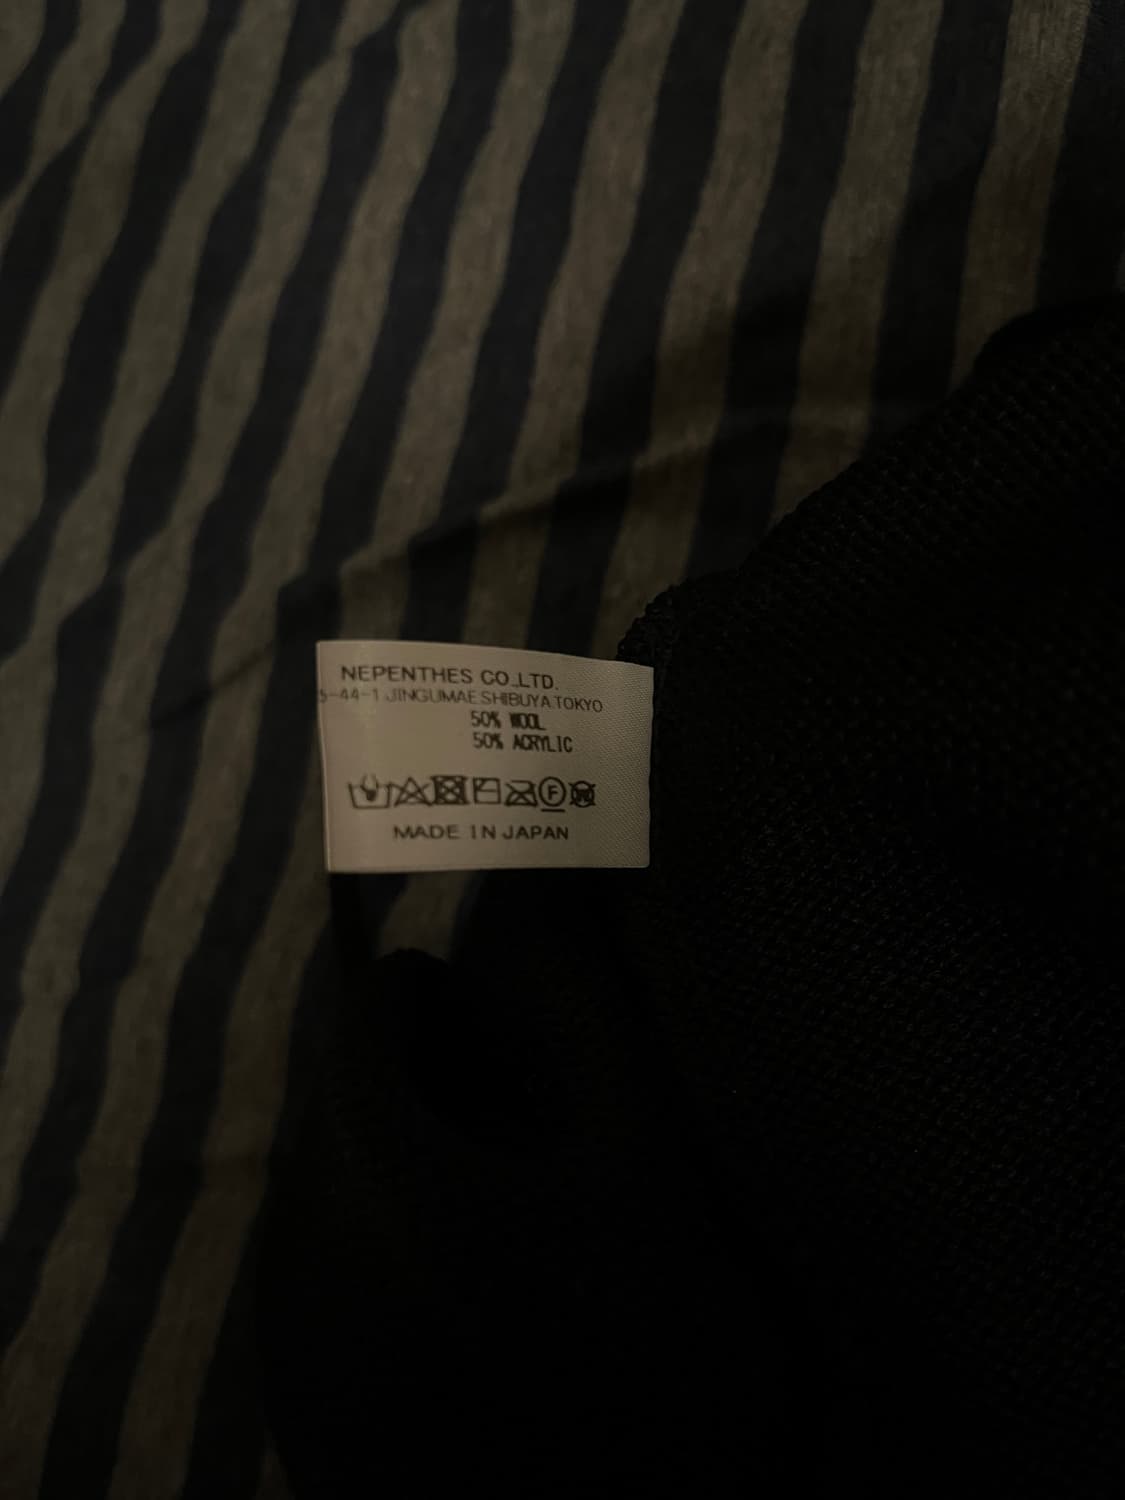 NEPENTHES CO.,LTD.
5-44-1 JINGUMAE SHIBUYA TOKYO
50% WOOL
50% ACRYLIC
F W
MADE IN JAPAN